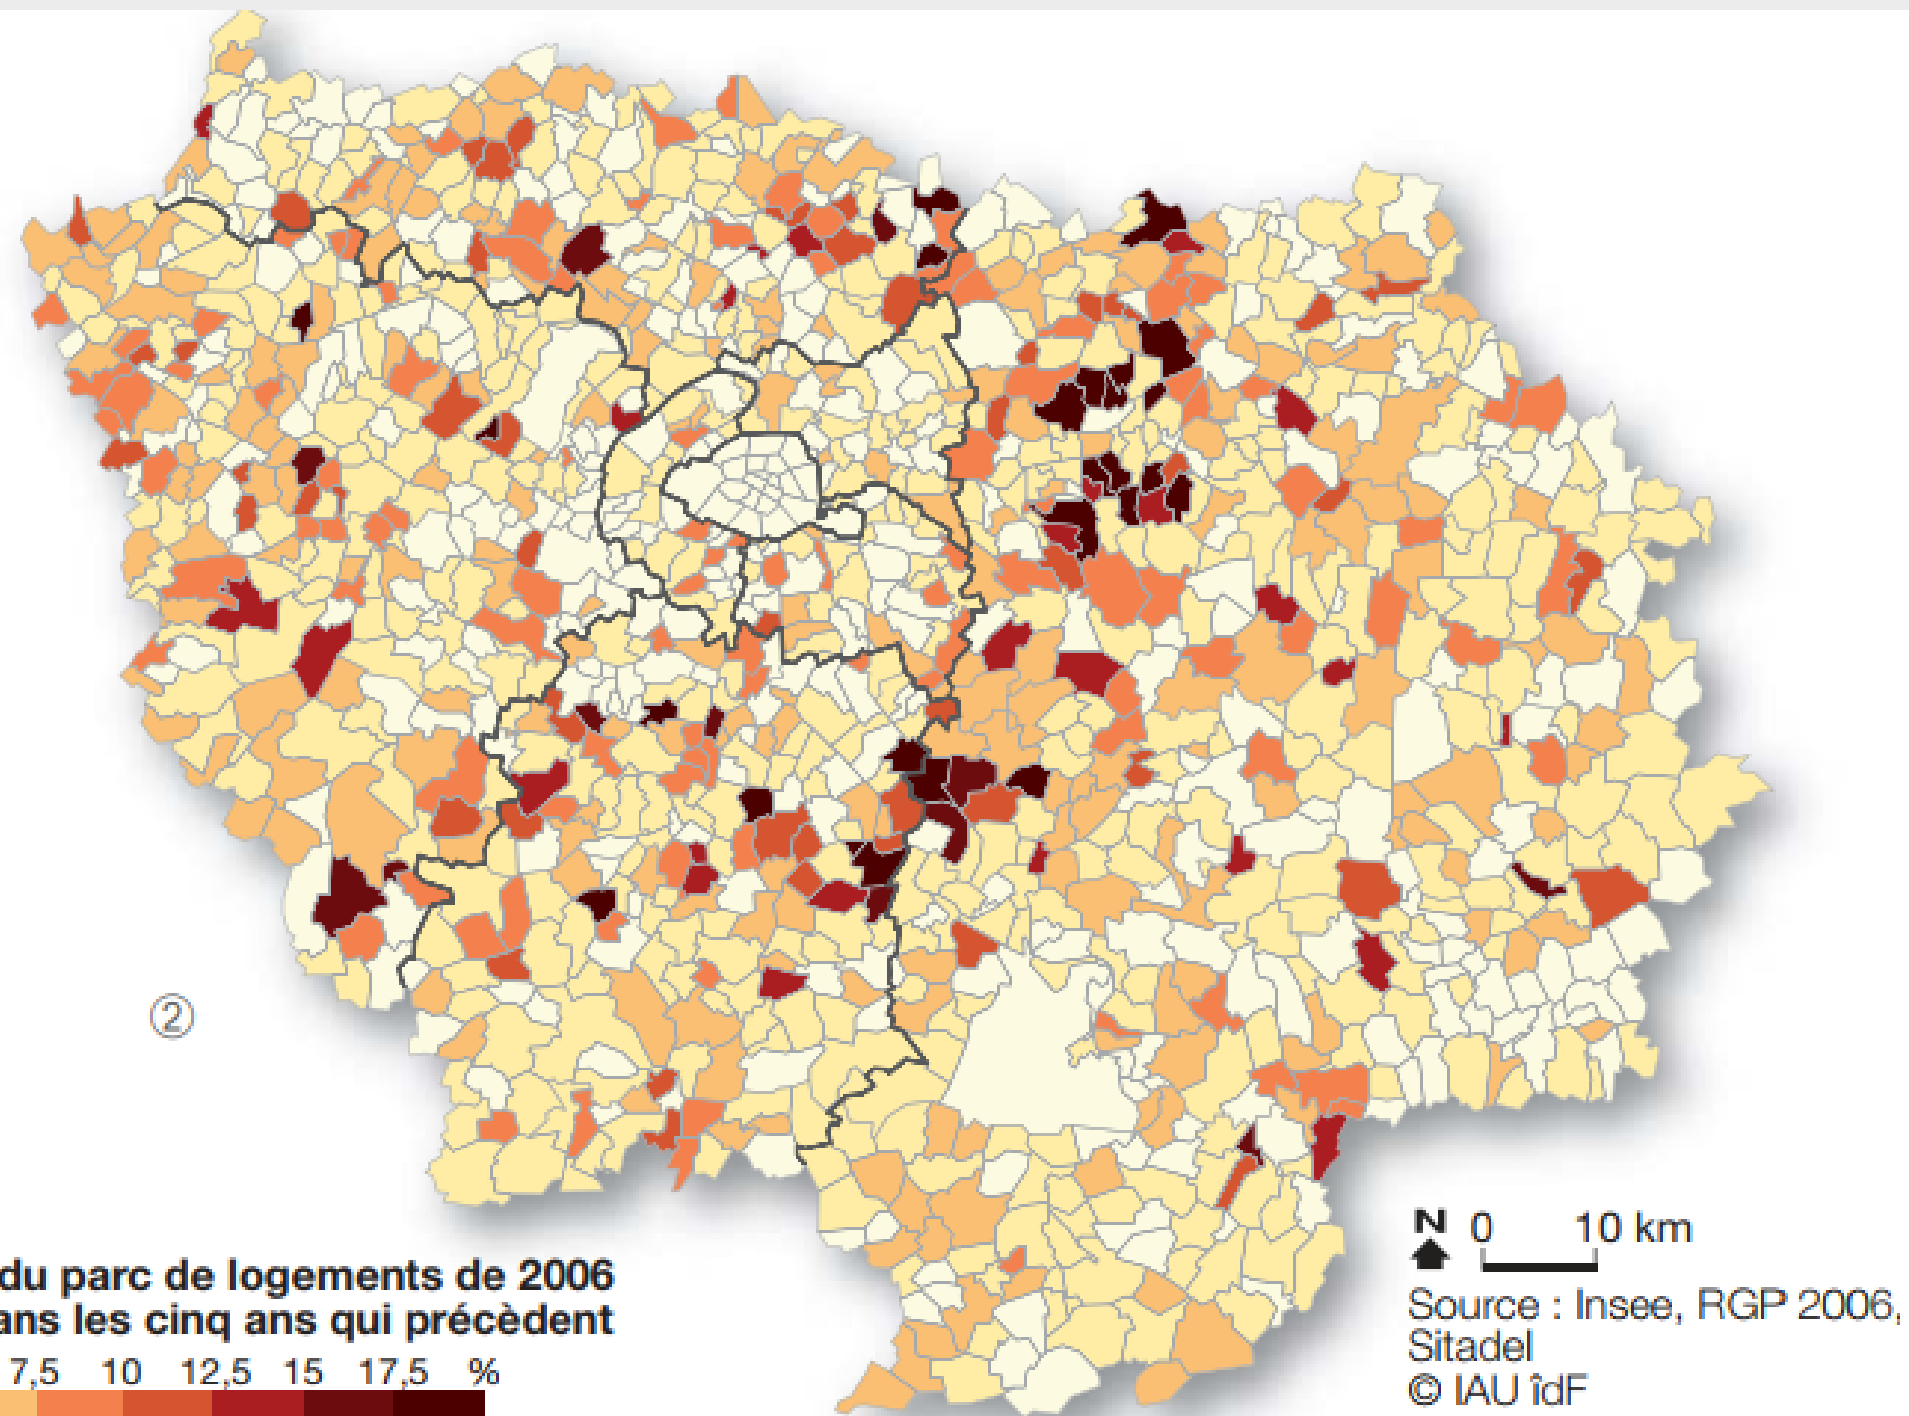 ②
du parc de logements de 2006
ans les cinq ans qui précèdent
7,5 10 12,5 15 17,5 %
N 0 10 km
Source : Insee, RGP 2006,
Sitadel
© IAU îdF